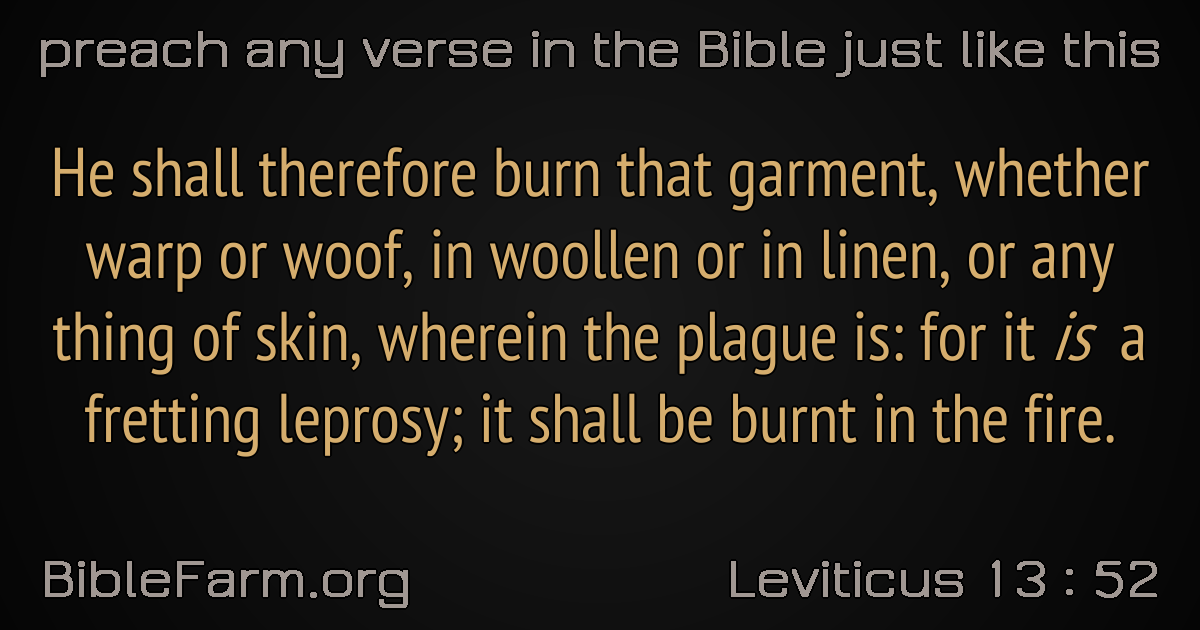 preach any verse in the Bible just like this
He shall therefore burn that garment, whether
warp or woof, in woollen or in linen, or any
thing of skin, wherein the plague is: for it is a
fretting leprosy; it shall be burnt in the fire.
BibleFarm.org
Leviticus 13 : 52